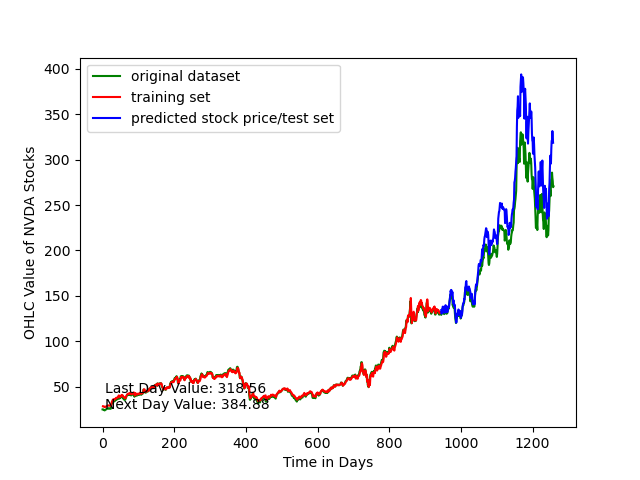 400
350
300
250
200
150
100
50
OHLC Value of NVDA Stocks
original dataset
training set
predicted stock price/test set
Last Day Value: 318.56
Next Day Value: 384.88
0 200 400 600 800 1000 1200
Time in Days